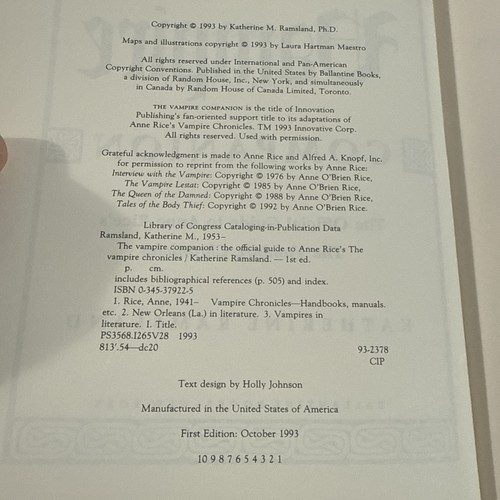 Copyright © 1993 by Katherine M. Ramsland, Ph.D.
Maps and illustrations copyright © 1993 by Laura Hartman Maestro
All rights reserved under International and Pan-American
Copyright Conventions. Published in the United States by Ballantine Books,
a division of Random House, Inc., New York, and simultaneously
in Canada by Random House of Canada Limited, Toronto.
THE VAMPIRE COMPANION is the title of Innovation
Publishing's fan-oriented support title to its adaptations of
Anne Rice's Vampire Chronicles. TM 1993 Innovative Corp.
All rights reserved. Used with permission.
Grateful acknowledgment is made to Anne Rice and Alfred A. Knopf, Inc.
for permission to reprint from the following works by Anne Rice:
Interview with the Vampire: Copyright © 1976 by Anne O'Brien Rice,
The Vampire Lestat: Copyright © 1985 by Anne O'Brien Rice,
The Queen of the Damned: Copyright © 1988 by Anne O'Brien Rice,
Tales of the Body Thief: Copyright © 1992 by Anne O'Brien Rice.
Library of Congress Cataloging-in-Publication Data
Ramsland, Katherine M., 1953–
The vampire companion : the official guide to Anne Rice's The
vampire chronicles / Katherine Ramsland. — 1st ed.
p. cm.
includes bibliographical references (p. 505) and index.
ISBN 0-345-37922-5
1. Rice, Anne, 1941– Vampire Chronicles—Handbooks, manuals.
etc. 2. New Orleans (La.) in literature. 3. Vampires in
literature. I. Title.
PS3568.I265V28 1993
813'.54—dc20 93-2378
CIP
Text design by Holly Johnson
Manufactured in the United States of America
First Edition: October 1993
10 9 8 7 6 5 4 3 2 1